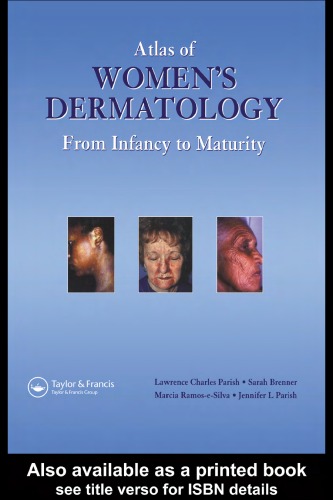 Atlas of
WOMEN'S
DERMATOLOGY
From Infancy to Maturity
Taylor & Francis
Taylor & Francis Group
Lawrence Charles Parish • Sarah Brenner
Marcia Ramos-e-Silva • Jennifer L Parish
Also available as a printed book
see title verso for ISBN details